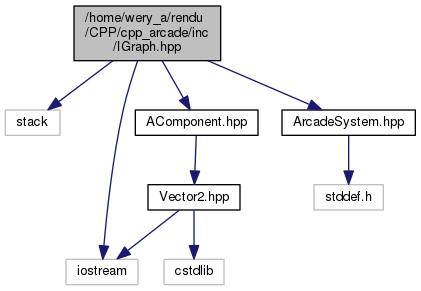 /home/wery_a/rendu
/CPP/cpp_arcade/inc
/IGraph.hpp
stack
AComponent.hpp
ArcadeSystem.hpp
Vector2.hpp
stddef.h
iostream
cstdlib